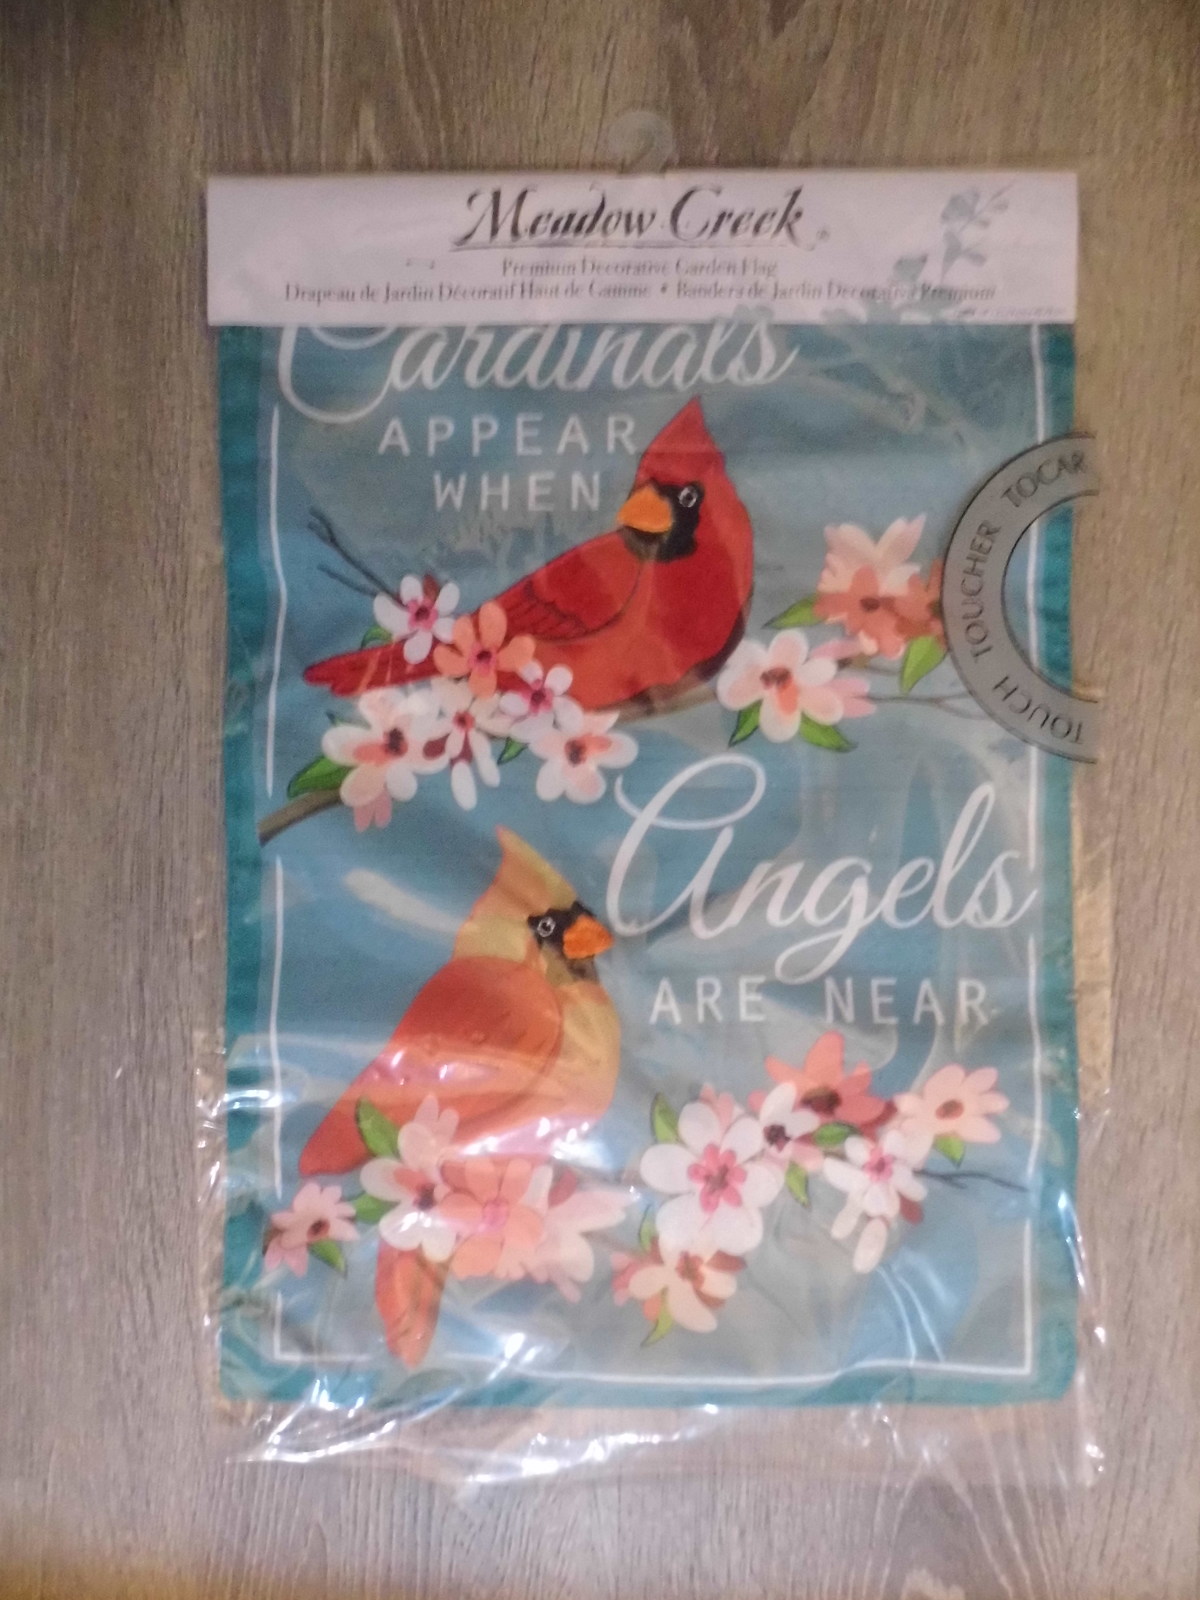 Meadow Creek
Premium Decorative Garden Flag
Drapeau de Jardin Décoratif Haut de Gamme • Bandera de Jardín Decorativa Premium
Cardinals
APPEAR
WHEN
TOUCH TOUCHER TOCAR
Angels
ARE NEAR